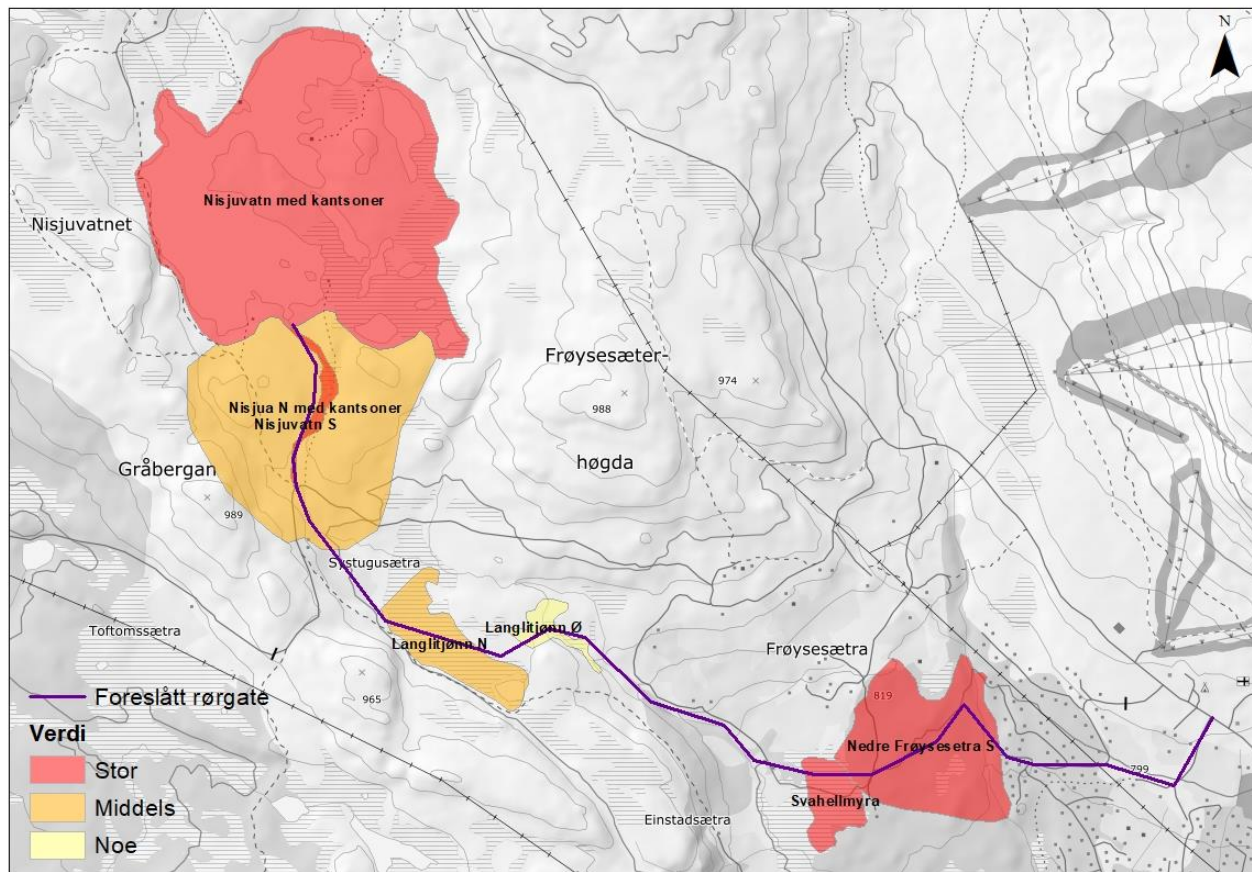 N
Nisjuvatn med kantsoner
Nisjuvatnet
Frøysesæter-
974
988
Nisjua N med kantsoner
Nisjuvatn S
høgda
Gråbergan
989
Systugusætra
Langlitjønn Ø
Toftomssætra
Langlitjønn N
Frøysesætra
965
819
Foreslått rørgate
Verdi
Nedre Frøysesetra S
799
Stor
Svahellmyra
Middels
Einstadsætra
Noe